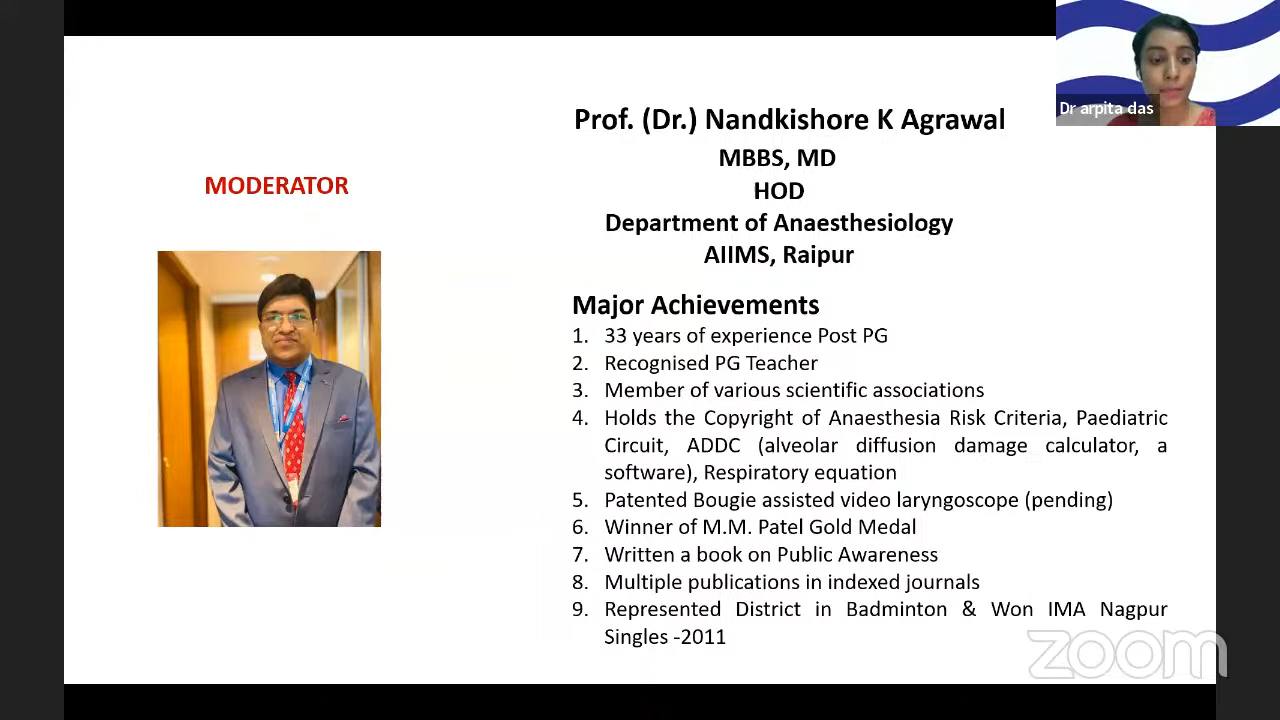 Dr arpita das
Prof. (Dr.) Nandkishore K Agrawal
MBBS, MD
HOD
Department of Anaesthesiology
AIIMS, Raipur
MODERATOR
Major Achievements
1. 33 years of experience Post PG
2. Recognised PG Teacher
3. Member of various scientific associations
4. Holds the Copyright of Anaesthesia Risk Criteria, Paediatric
Circuit, ADDC (alveolar diffusion damage calculator, a
software), Respiratory equation
5. Patented Bougie assisted video laryngoscope (pending)
6. Winner of M.M. Patel Gold Medal
7. Written a book on Public Awareness
8. Multiple publications in indexed journals
9. Represented District in Badminton & Won IMA Nagpur
Singles -2011
zoom